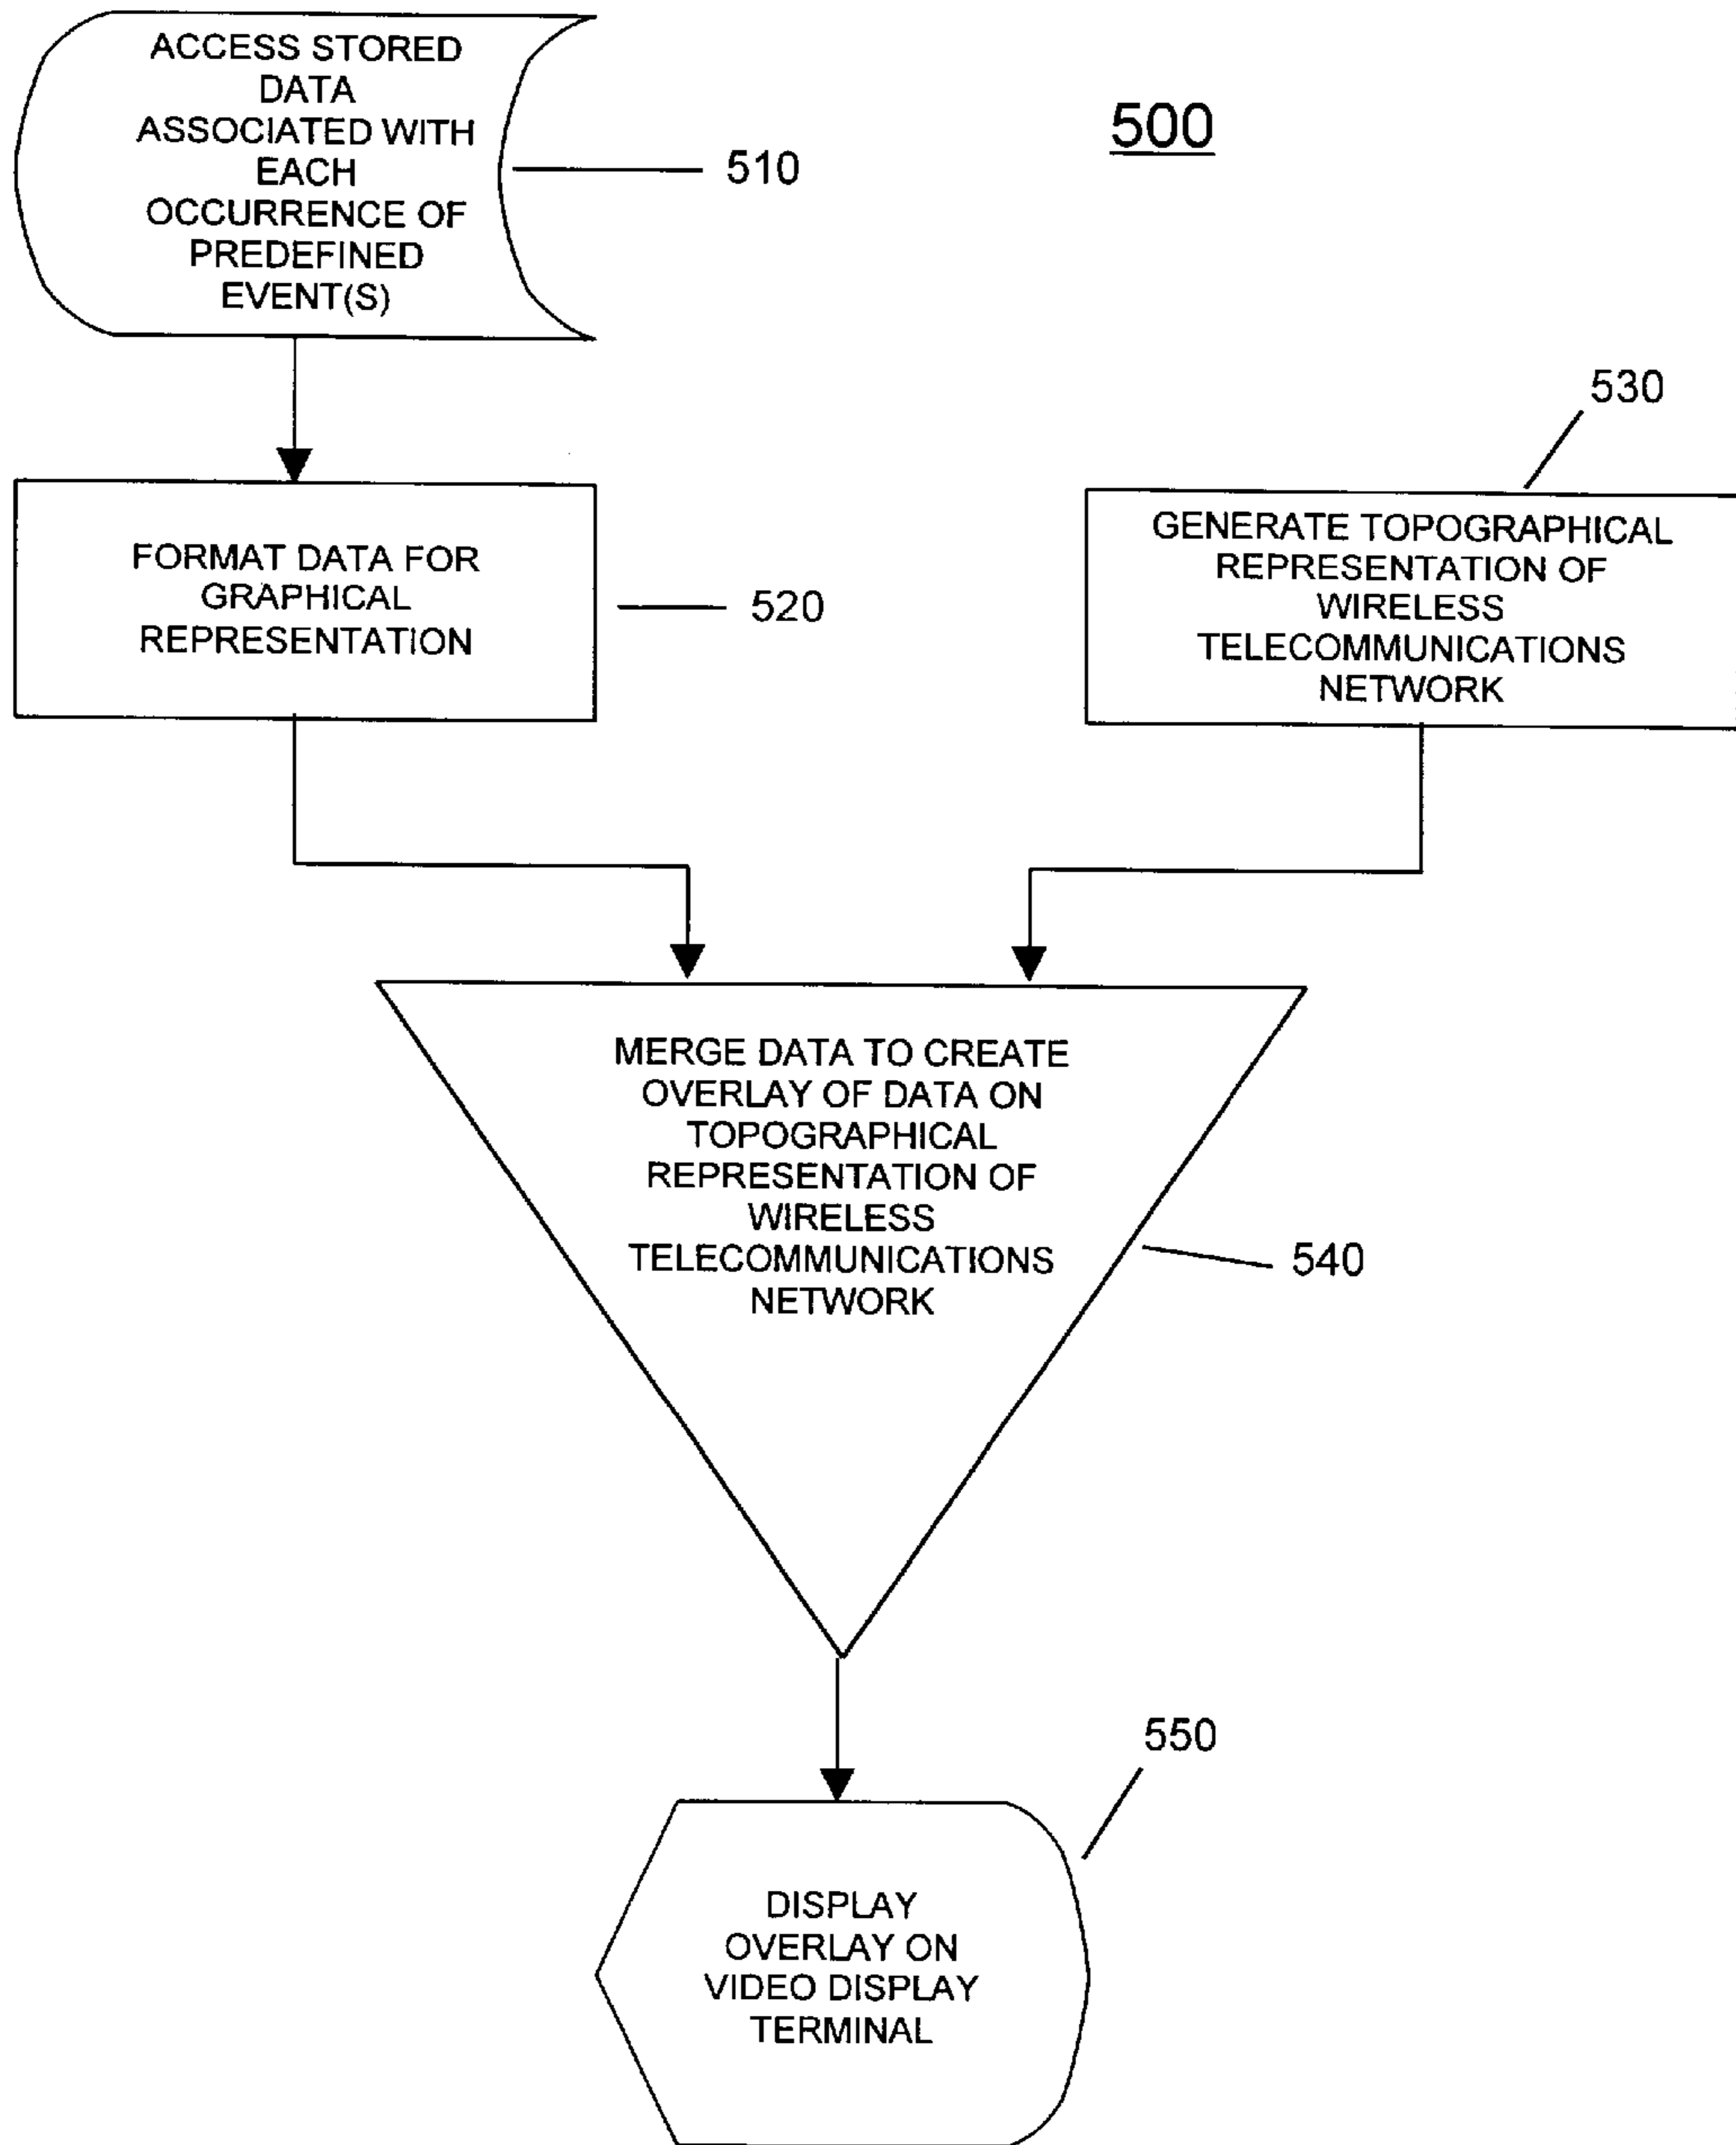 ACCESS STORED
DATA
ASSOCIATED WITH
EACH
OCCURRENCE OF
PREDEFINED
EVENT(S)
510
500
530
FORMAT DATA FOR
GRAPHICAL
REPRESENTATION
520
GENERATE TOPOGRAPHICAL
REPRESENTATION OF
WIRELESS
TELECOMMUNICATIONS
NETWORK
MERGE DATA TO CREATE
OVERLAY OF DATA ON
TOPOGRAPHICAL
REPRESENTATION OF
WIRELESS
TELECOMMUNICATIONS
NETWORK
540
550
DISPLAY
OVERLAY ON
VIDEO DISPLAY
TERMINAL